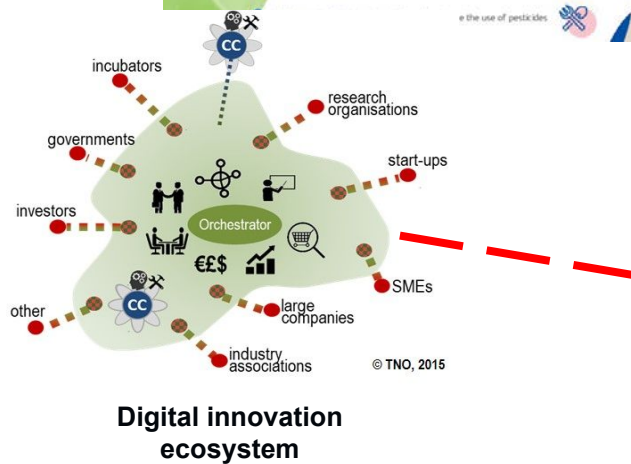 e the use of pesticides
CC
incubators
research
organisations
governments
start-ups
investors
Orchestrator
€£$
CC
SMEs
other
large
companies
industry
associations
© TNO, 2015
Digital innovation
ecosystem